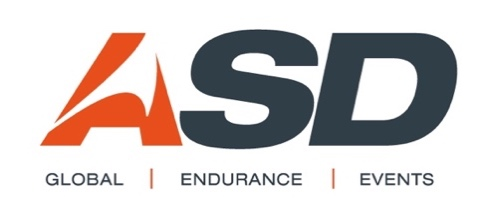 ASD
GLOBAL | ENDURANCE | EVENTS